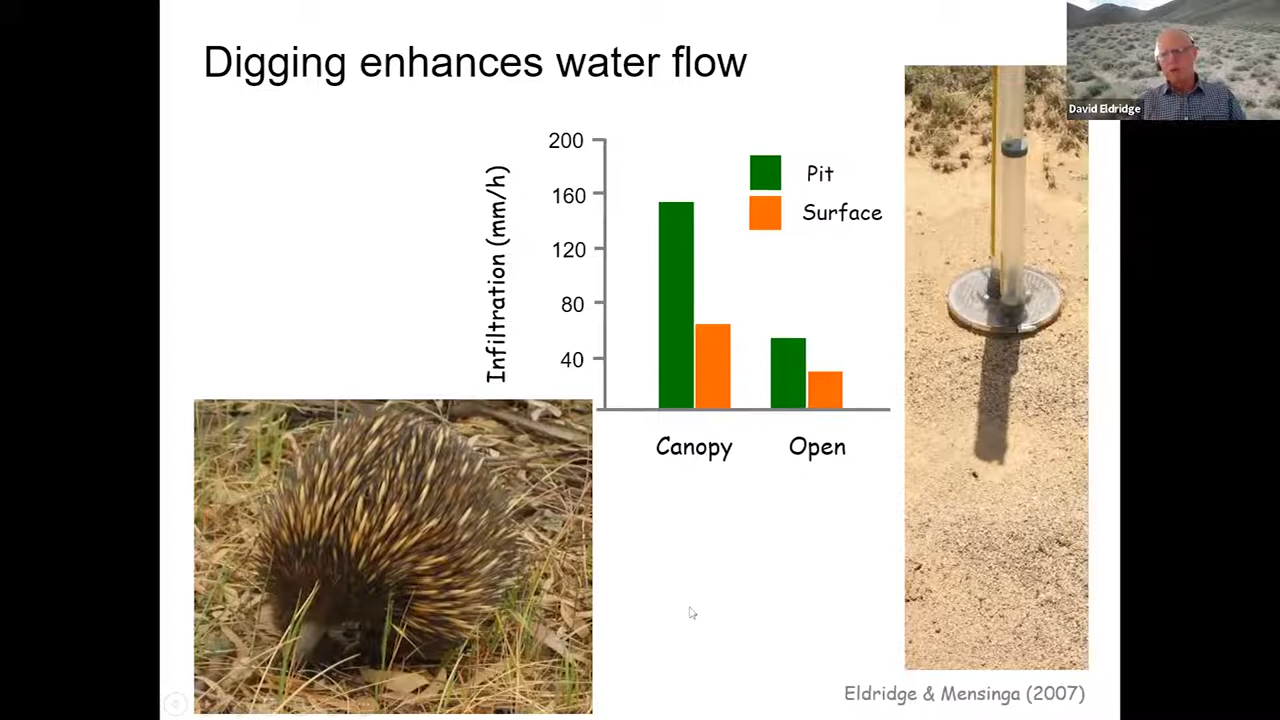 Digging enhances water flow
David Eldridge
Infiltration (mm/h)
200
160
120
80
40
Pit
Surface
Canopy
Open
Eldridge & Mensinga (2007)